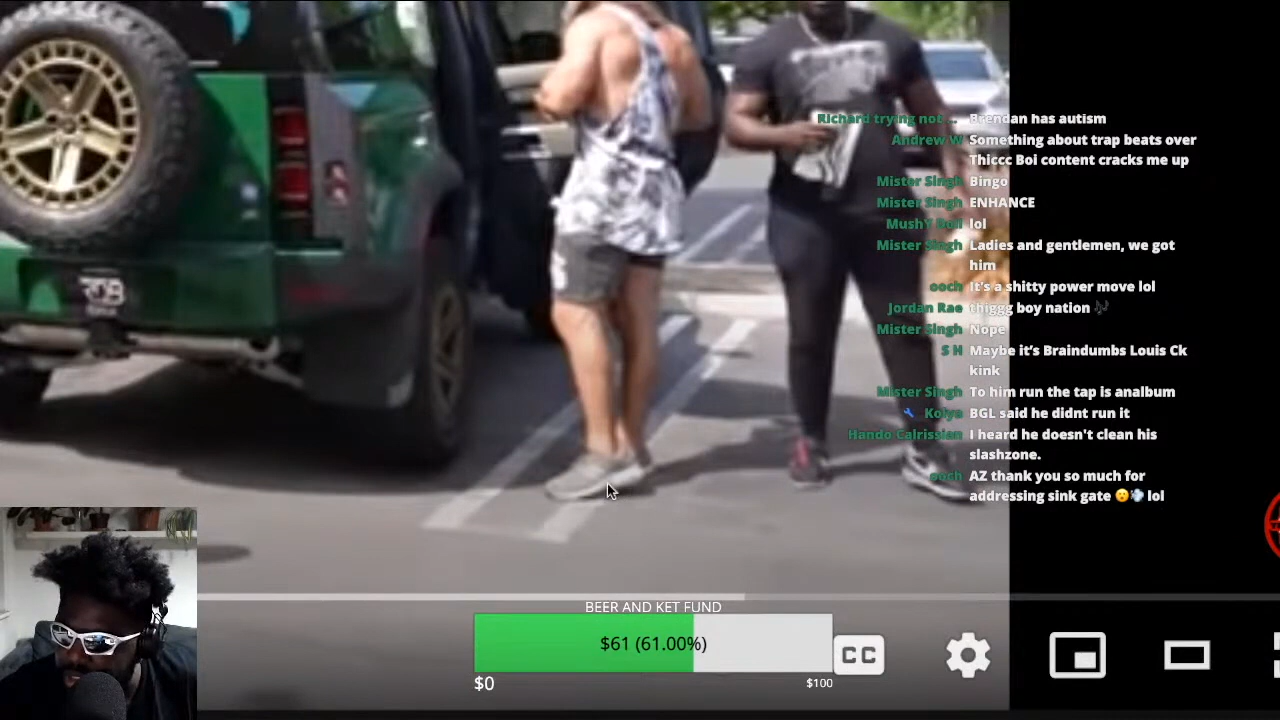 Richard trying not ... Brendan has autism
Andrew W Something about trap beats over
Thiccc Boi content cracks me up
Mister Singh Bingo
Mister Singh ENHANCE
lol
Mister Singh Ladies and gentlemen, we got
him
ooch It's a shitty power move lol
Jordan Rae thiggg boy nation 🎶
Mister Singh Nope
S H Maybe it's Braindumbs Louis Ck
kink
Mister Singh To him run the tap is analbum
Kolya BGL said he didnt run it
Hando Calrissian I heard he doesn't clean his
slashzone.
ooch AZ thank you so much for
addressing sink gate 😮💨 lol
BEER AND KET FUND
$61 (61.00%)
$0
$100
CC